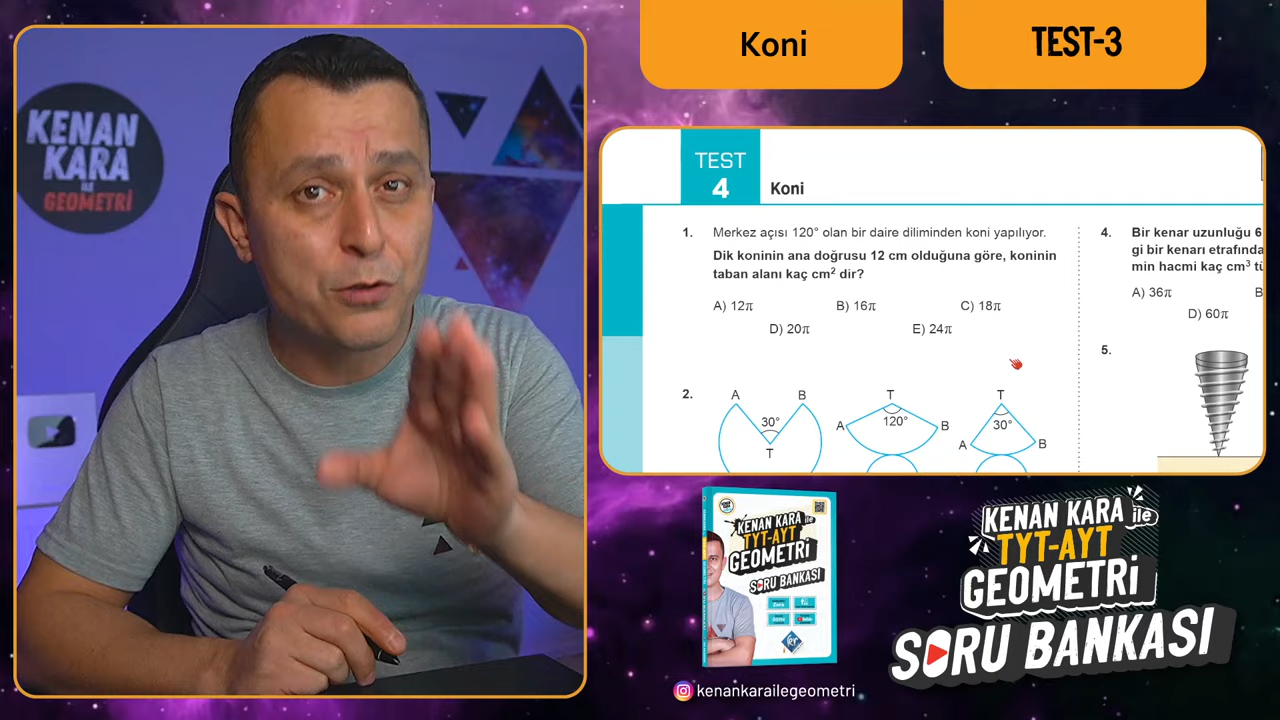 KENAN
KARA
İLE
GEOMETRİ
Koni
TEST-3
TEST
4
Koni
1. Merkez açısı 120° olan bir daire diliminden koni yapılıyor.
Dik koninin ana doğrusu 12 cm olduğuna göre, koninin
taban alanı kaç cm² dir?
A) 12π B) 16π C) 18π
D) 20π E) 24π
2.
A B
30°
T
T
A 120° B
T
30°
A B
4. Bir kenar uzunluğu 6
gi bir kenarı etrafında
min hacmi kaç cm³ tü
A) 36π B
D) 60π
5.
KENAN KARA ile
TYT-AYT
GEOMETRİ
SORU BANKASI
kenankarailegeometri
KENAN KARA ile
TYT-AYT
GEOMETRİ
SORU BANKASI